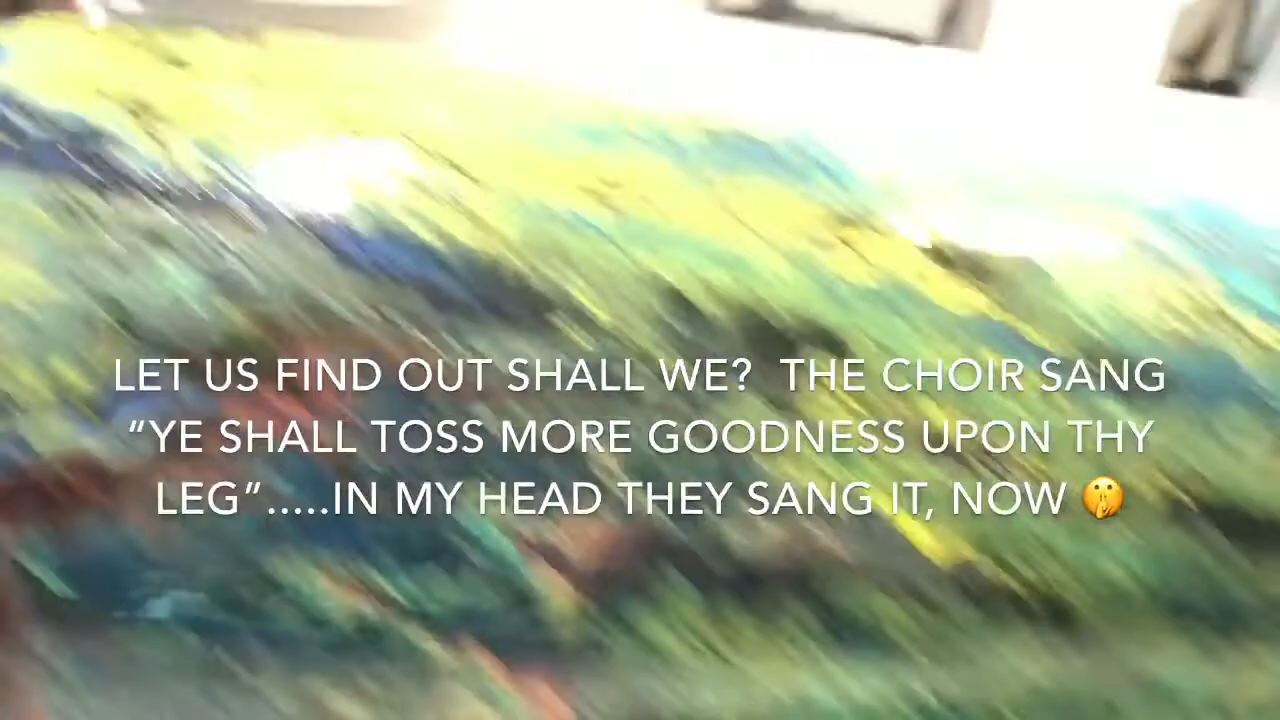 LET US FIND OUT SHALL WE?  THE CHOIR SANG
“YE SHALL TOSS MORE GOODNESS UPON THY
LEG”.....IN MY HEAD THEY SANG IT, NOW 🤫